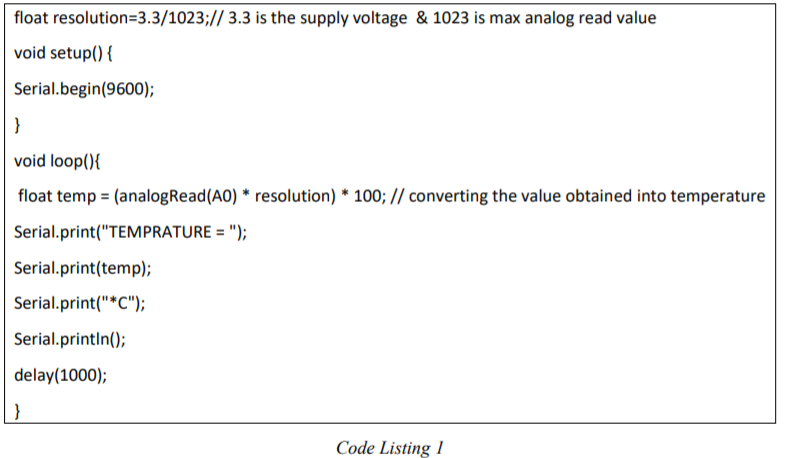 float resolution=3.3/1023;// 3.3 is the supply voltage  & 1023 is max analog read value
void setup() {
Serial.begin(9600);
}
void loop(){
float temp = (analogRead(A0) * resolution) * 100; // converting the value obtained into temperature
Serial.print("TEMPRATURE = ");
Serial.print(temp);
Serial.print("*C");
Serial.println();
delay(1000);
}
Code Listing 1